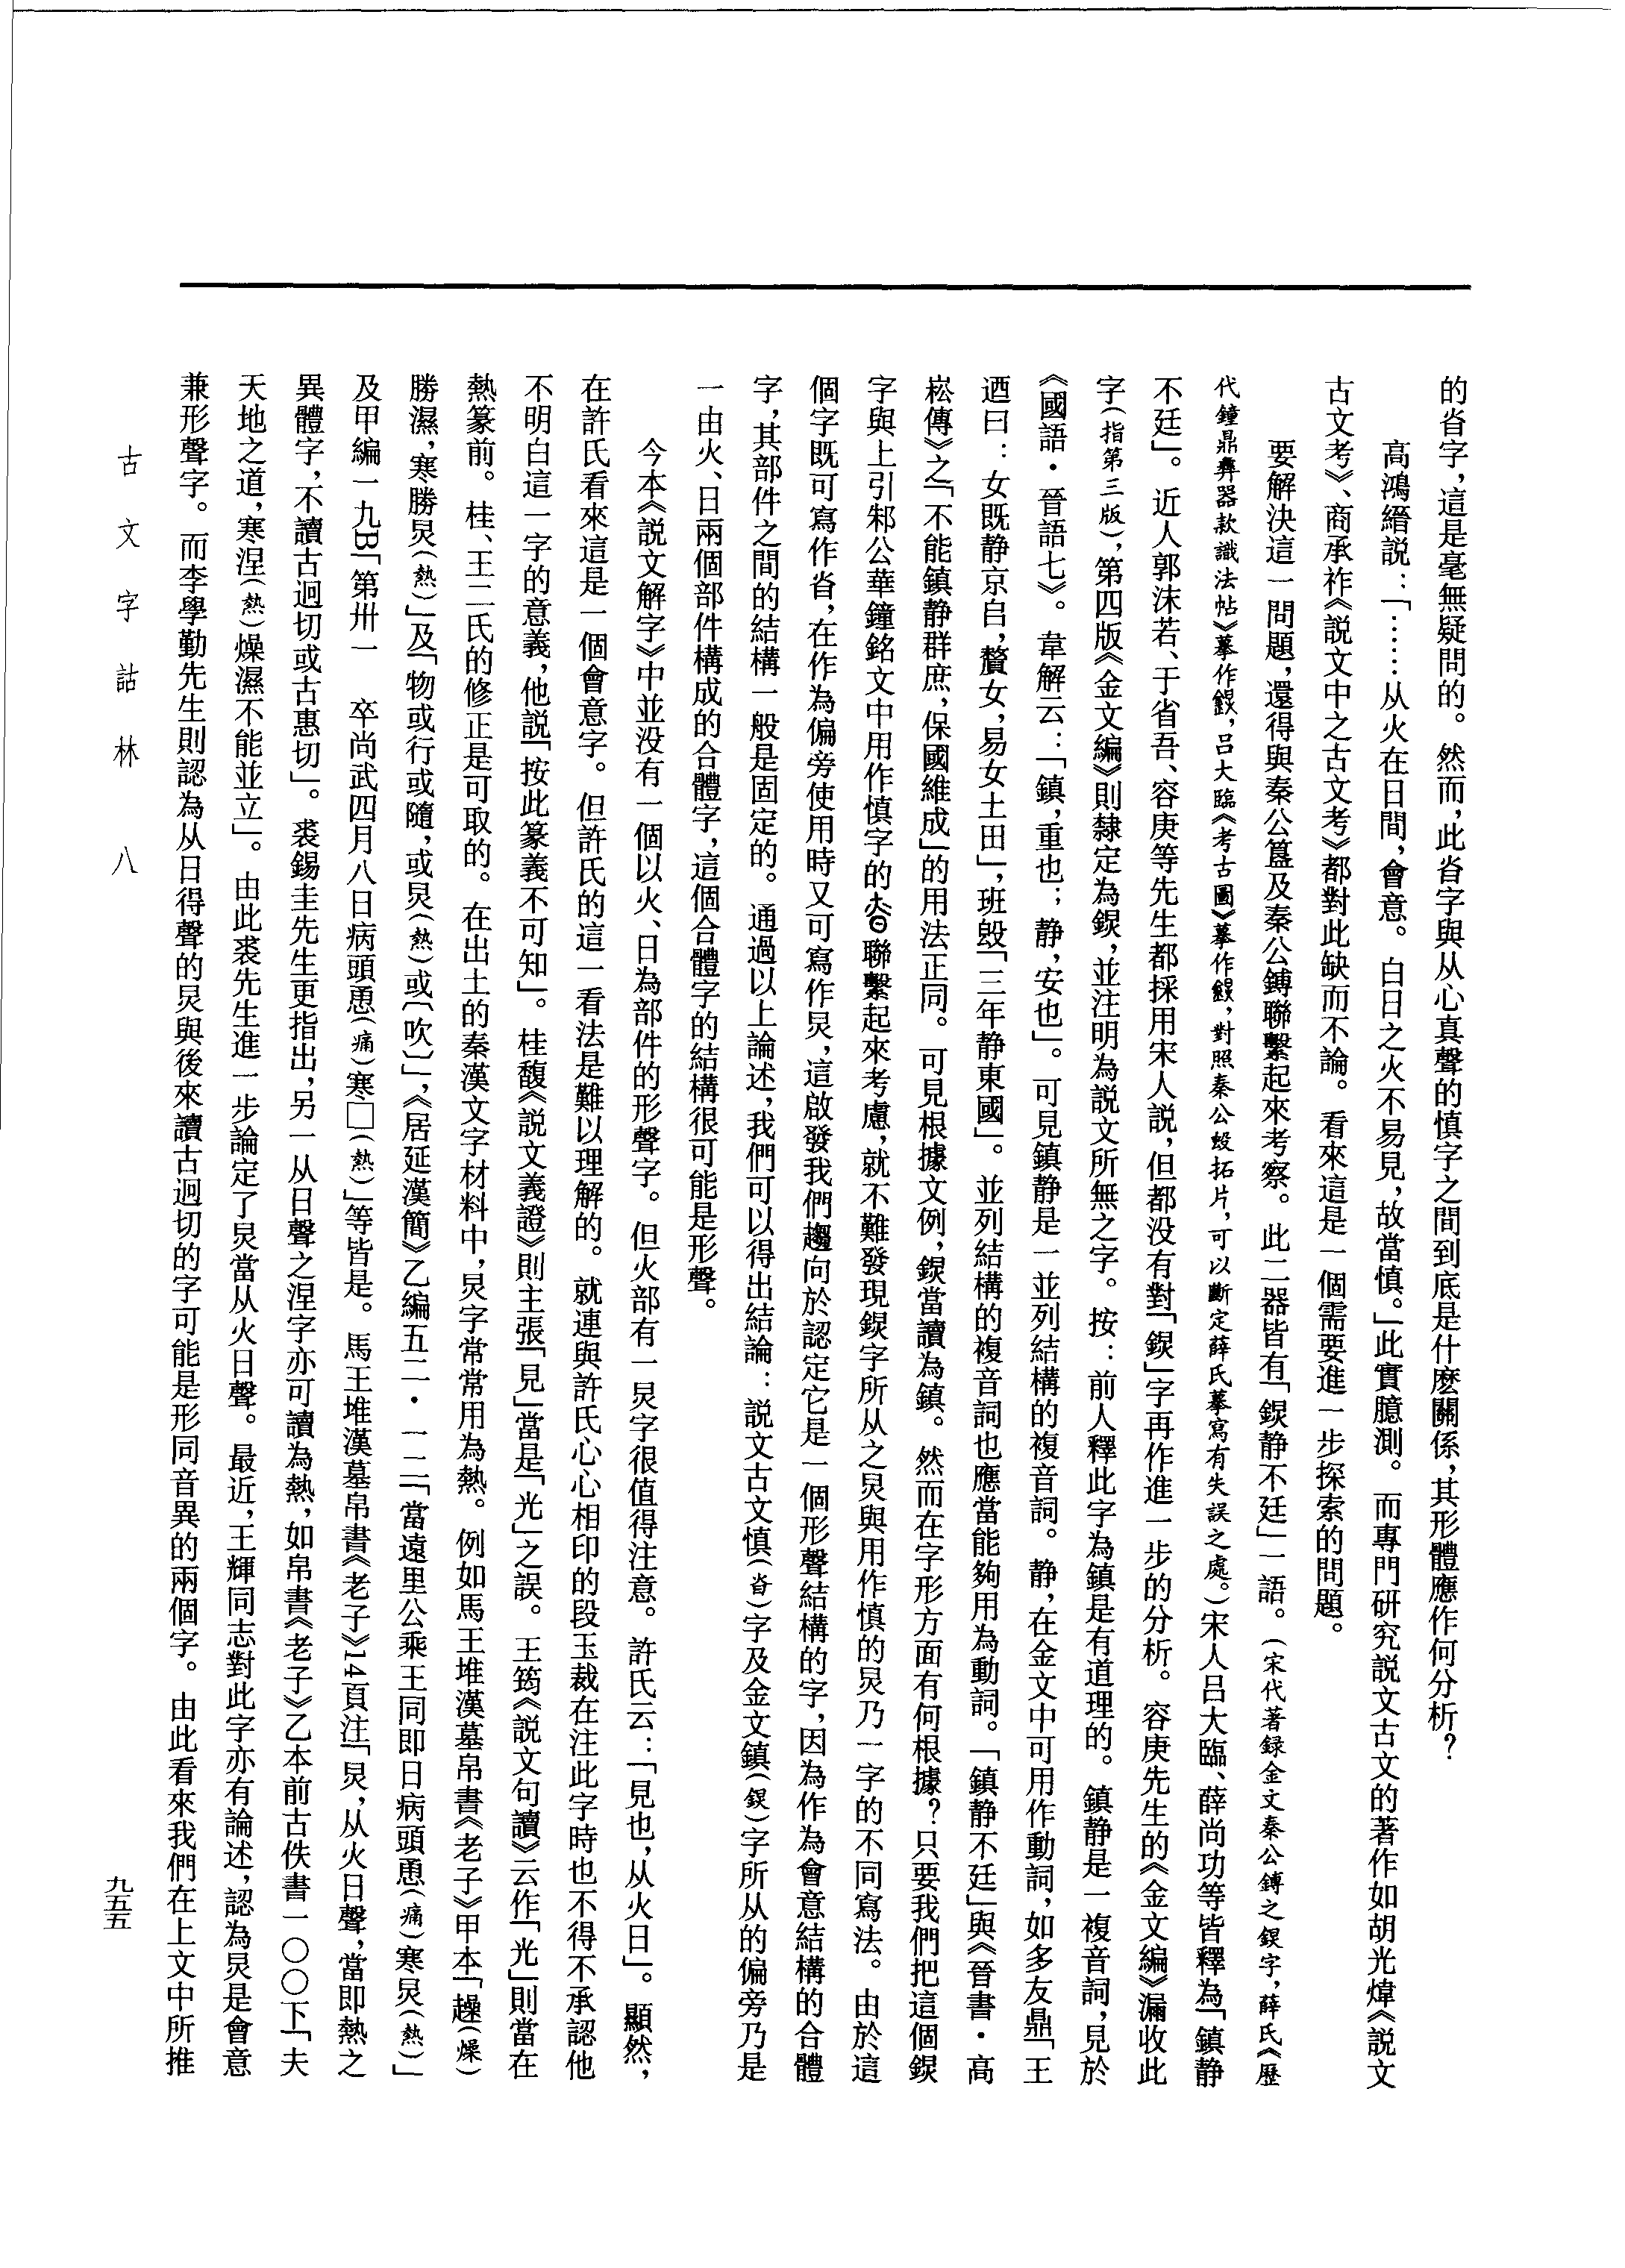 的昚字，這是毫無疑問的。然而，此昚字與从心真聲的慎字之間到底是什麽關係，其形體應作何分析？
高鴻縉説：「……从火在日間，會意。白日之火不易見，故當慎。」此實臆測。而專門研究説文古文的著作如胡光煒《説文
古文考》、商承祚《説文中之古文考》都對此缺而不論。看來這是一個需要進一步探索的問題。
要解決這一問題，還得與秦公簋及秦公鎛聯繫起來考察。此二器皆有「鋧静不廷」一語。（宋代著録金文秦公鎛之字，薛氏《歷
代鐘鼎彝器款識法帖》摹作，吕大臨《考古圖》摹作，對照秦公㲃拓片，可以斷定薛氏摹寫有失誤之處。）宋人吕大臨、薛尚功等皆釋為「鎮静
不廷」。近人郭沫若、于省吾、容庚等先生都採用宋人説，但都没有對「」字再作進一步的分析。容庚先生的《金文編》漏收此
字（指第三版），第四版《金文編》則隸定為，並注明為説文所無之字。按：前人釋此字為鎮是有道理的。鎮静是一複音詞，見於
《國語·晉語七》。韋解云：「鎮，重也；静，安也」。可見鎮静是一並列結構的複音詞。静，在金文中可用作動詞，如多友鼎「王
迺曰：女既静京𠂤，贅女，易女土田」，班𣪘「三年静東國」。並列結構的複音詞也應當能夠用為動詞。「鎮静不廷」與《晉書·高
崧傳》之「不能鎮静群庶，保國維成」的用法正同。可見根據文例，當讀為鎮。然而在字形方面有何根據？只要我們把這個
字與上引邾公華鐘銘文中用作慎字的聯繫起來考慮，就不難發現字所从之炅與用作慎的炅乃一字的不同寫法。由於這
個字既可寫作昚，在作為偏旁使用時又可寫作炅，這啟發我們趨向於認定它是一個形聲結構的字，因為作為會意結構的合體
字，其部件之間的結構一般是固定的。通過以上論述，我們可以得出結論：説文古文慎（昚）字及金文鎮（）字所从的偏旁乃是
一由火、日兩個部件構成的合體字，這個合體字的結構很可能是形聲。
今本《説文解字》中並没有一個以火、日為部件的形聲字。但火部有一炅字很值得注意。許氏云：「見也，从火日」。顯然，
在許氏看來這是一個會意字。但許氏的這一看法是難以理解的。就連與許氏心心相印的段玉裁在注此字時也不得不承認他
不明白這一字的意義，他説「按此篆義不可知」。桂馥《説文義證》則主張「見」當是「光」之誤。王筠《説文句讀》云作「光」則當在
熱篆前。桂、王二氏的修正是可取的。在出土的秦漢文字材料中，炅字常常用為熱。例如馬王堆漢墓帛書《老子》甲本「趮（燥）
勝濕，寒勝炅（熱）」及「物或行或隨，或炅（熱）或〔吹〕」，《居延漢簡》乙編五二·一二「當遠里公乘王同即日病頭恿（痛）寒炅（熱）」
及甲編一九B「第卅一　卒尚武四月八日病頭恿（痛）寒□（熱）」等皆是。馬王堆漢墓帛書《老子》14頁注「炅，从火日聲，當即熱之
異體字，不讀古迥切或古惠切」。裘錫圭先生更指出，另一从日聲之涅字亦可讀為熱，如帛書《老子》乙本前古佚書一〇〇下「夫
天地之道，寒涅（熱）燥濕不能並立」。由此裘先生進一步論定了炅當从火日聲。最近，王輝同志對此字亦有論述，認為炅是會意
兼形聲字。而李學勤先生則認為从日得聲的炅與後來讀古迥切的字可能是形同音異的兩個字。由此看來我們在上文中所推
古文字詁林 八
九五五